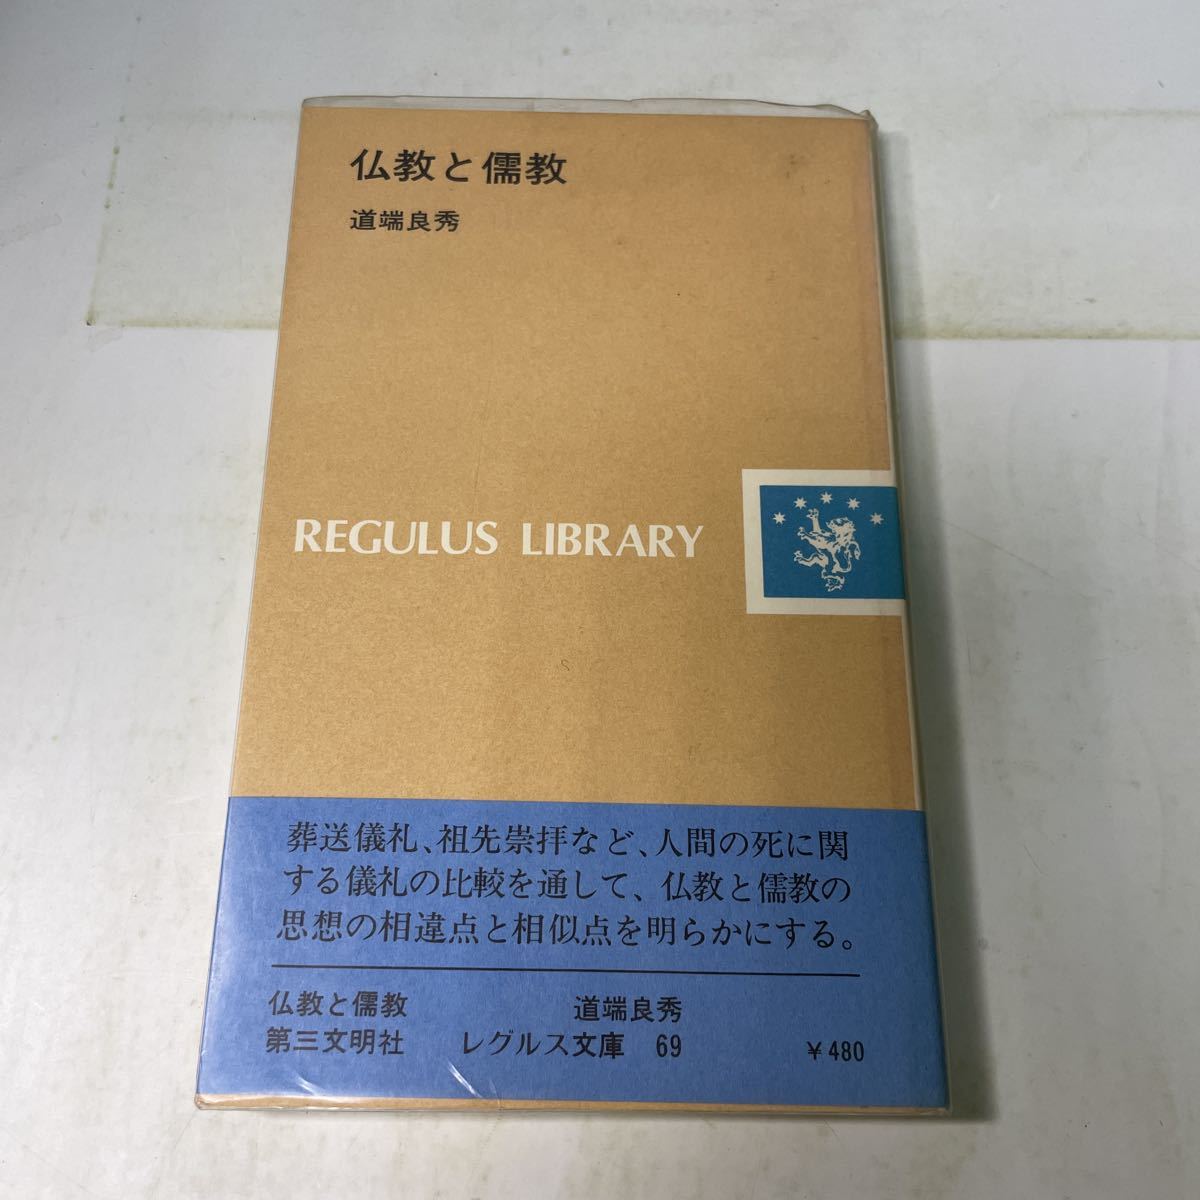 仏教と儒教
道端良秀
REGULUS LIBRARY
葬送儀礼、祖先崇拝など、人間の死に関
する儀礼の比較を通して、仏教と儒教の
思想の相違点と相似点を明らかにする。
仏教と儒教 道端良秀
第三文明社 レグルス文庫 69 ¥480